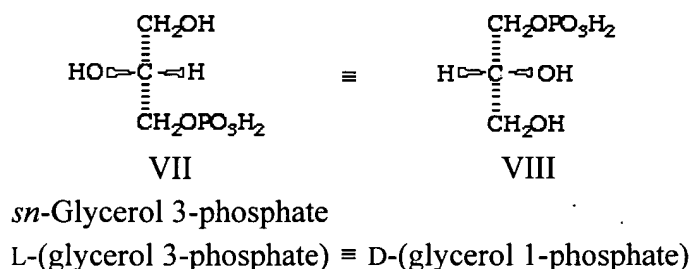 CH₂OH CH₂OPO₃H₂
HO C H ≡ H C OH
CH₂OPO₃H₂ CH₂OH
VII VIII
sn-Glycerol 3-phosphate
L-(glycerol 3-phosphate) ≡ D-(glycerol 1-phosphate)